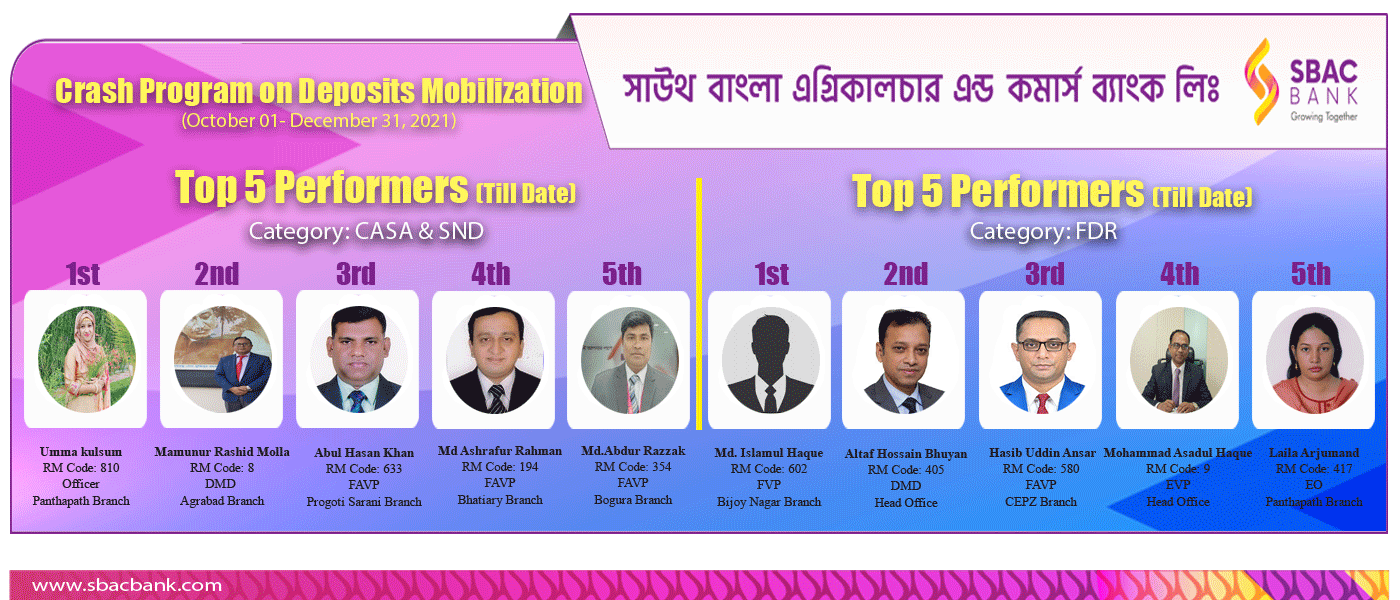 Crash Program on Deposits Mobilization
(October 01- December 31, 2021)
সাউথ বাংলা এগ্রিকালচার এন্ড কমার্স ব্যাংক লিঃ
SBAC
BANK
Growing Together
Top 5 Performers (Till Date)
Category: CASA & SND
1st
2nd
3rd
4th
5th
Umma kulsum
RM Code: 810
Officer
Panthapath Branch
Mamunur Rashid Molla
RM Code: 8
DMD
Agrabad Branch
Abul Hasan Khan
RM Code: 633
FAVP
Progoti Sarani Branch
Md Ashrafur Rahman
RM Code: 194
FAVP
Bhatiary Branch
Md.Abdur Razzak
RM Code: 354
FAVP
Bogura Branch
Top 5 Performers (Till Date)
Category: FDR
1st
2nd
3rd
4th
5th
Md. Islamul Haque
RM Code: 602
FVP
Bijoy Nagar Branch
Altaf Hossain Bhuyan
RM Code: 405
DMD
Head Office
Hasib Uddin Ansar
RM Code: 580
FAVP
CEPZ Branch
Mohammad Asadul Haque
RM Code: 9
EVP
Head Office
Laila Arjumand
RM Code: 417
EO
Panthapath Branch
www.sbacbank.com